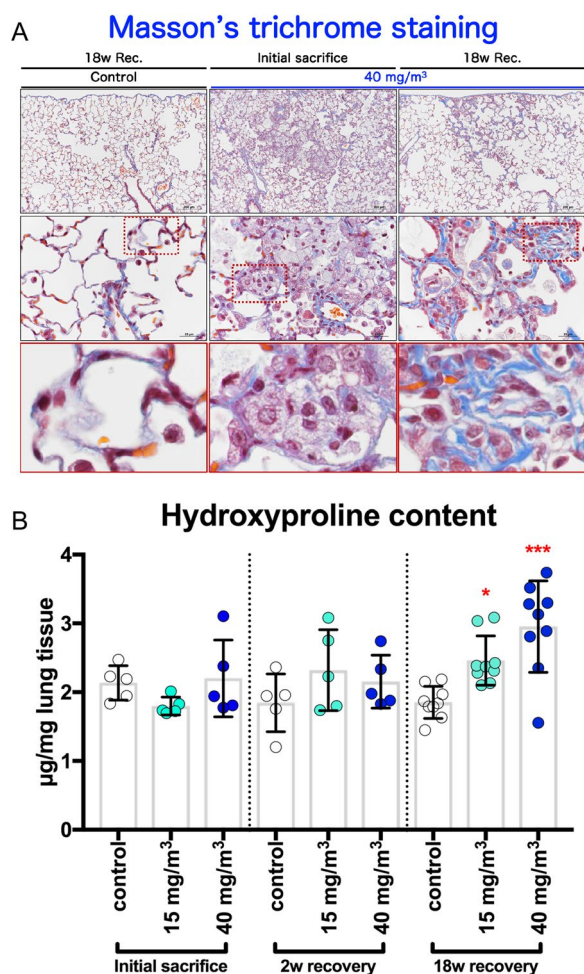 A
Masson's trichrome staining
18w Rec. Initial sacrifice 18w Rec.
Control 40 mg/m³
B
Hydroxyproline content
µg/mg lung tissue
4
3
2
1
0
*
***
control 15 mg/m³ 40 mg/m³ control 15 mg/m³ 40 mg/m³ control 15 mg/m³ 40 mg/m³
Initial sacrifice 2w recovery 18w recovery